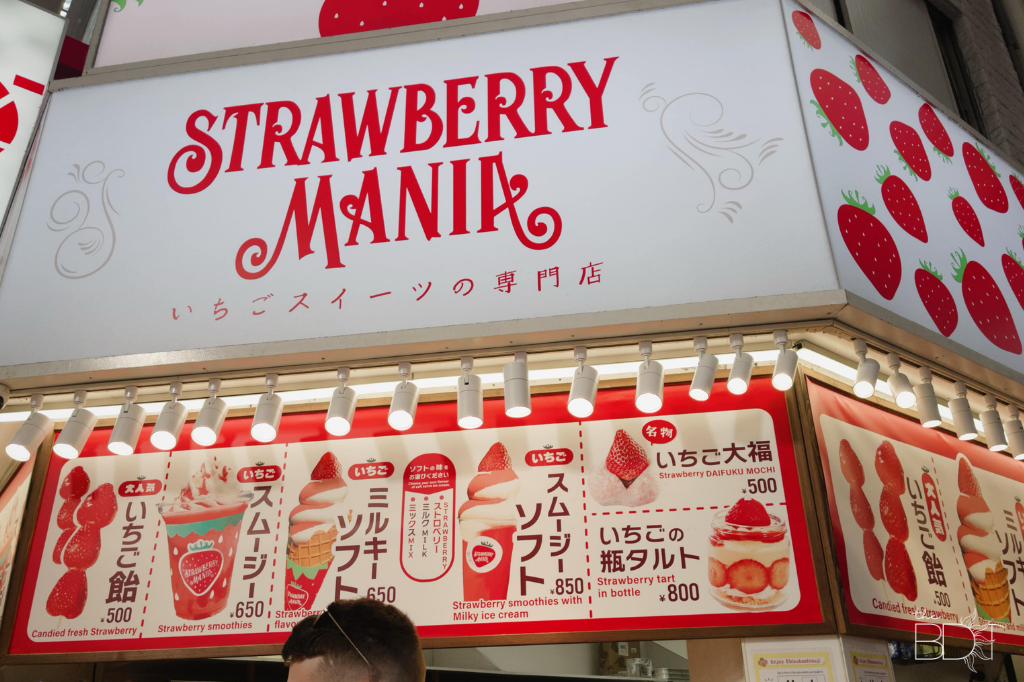 STRAWBERRY
MANIA
いちごスイーツの専門店
大人気
いちご飴
¥500
Candied fresh Strawberry
いちご
スムージー
¥650
STRAWBERRY
MANIA
Strawberry smoothies
いちご
ミルキー
ソフト
650
flavo
ソフトの味を
お選びください
ストロベリー
STRAWBERRY
ミルク MILK
ミックス MIX
いちご
スムージー
ソフト
¥850
Strawberry smoothies with
Milky ice cream
名物
いちご大福
Strawberry DAIFUKU MOCHI
¥500
いちごの
瓶タルト
Strawberry tart
in bottle
¥800
大人気
いちご飴
¥500
Candied fresh Strawberry
BDT